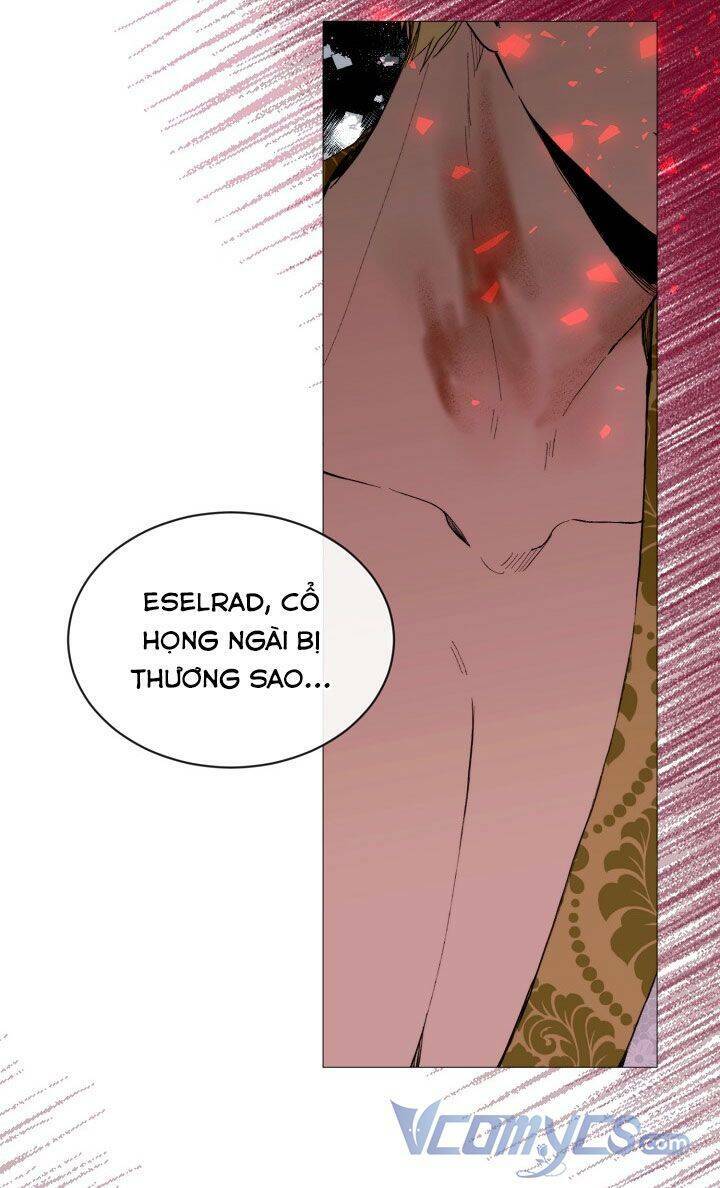 ESELRAD, CỔ
HỌNG NGÀI BỊ
THƯƠNG SAO...
VCOMYCS.com